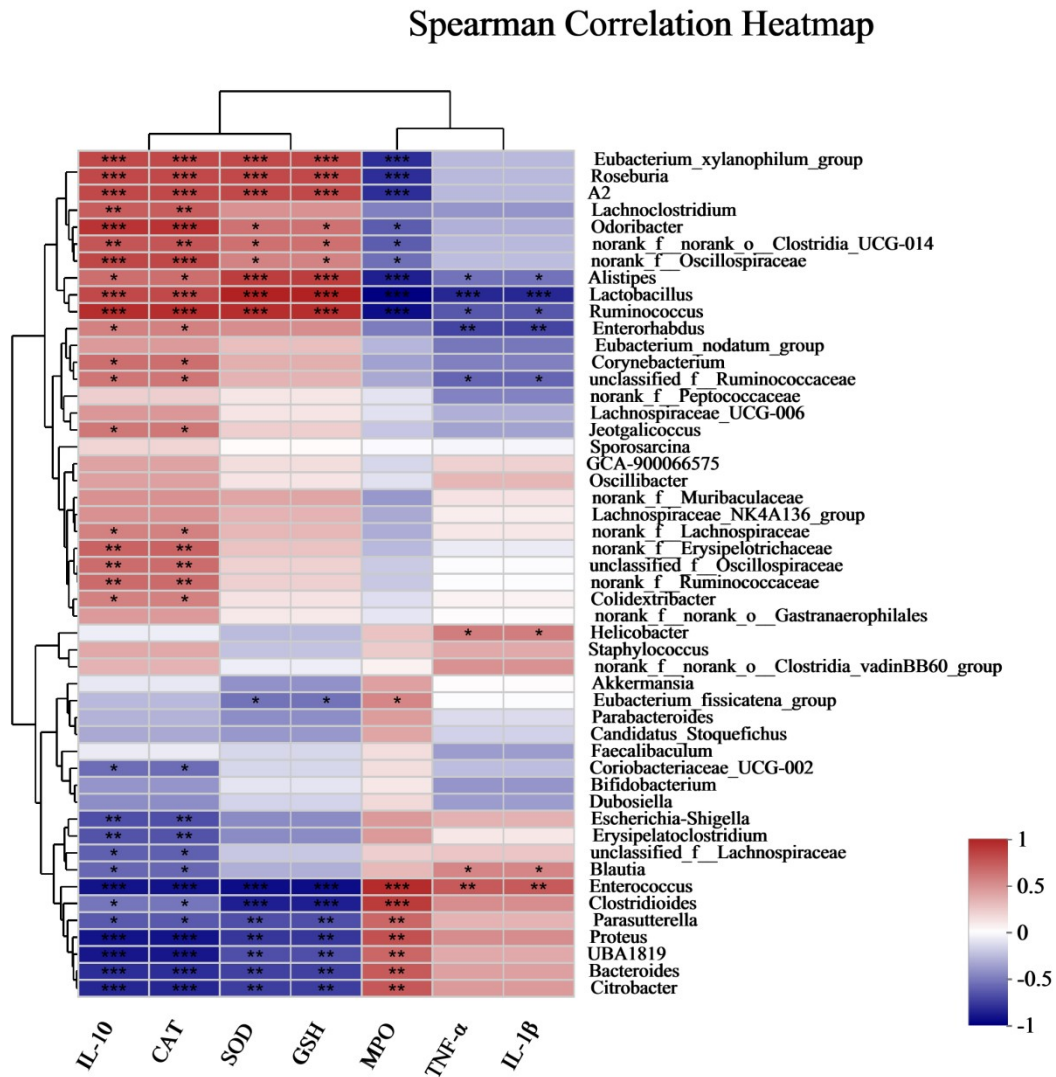 Spearman Correlation Heatmap
*** *** *** *** *** Eubacterium_xylanophilum_group
*** *** *** *** *** Roseburia
*** *** *** *** *** A2
** ** Lachnoclostridium
*** *** * * * Odoribacter
** ** * * * norank_f__norank_o__Clostridia_UCG-014
*** *** * * * norank_f__Oscillospiraceae
* * *** *** *** * * Alistipes
*** *** *** *** *** *** *** Lactobacillus
*** *** *** *** *** * * Ruminococcus
* * ** ** Enterorhabdus
Eubacterium_nodatum_group
* * Corynebacterium
* * * * unclassified_f__Ruminococcaceae
norank_f__Peptococcaceae
Lachnospiraceae_UCG-006
* * Jeotgalicoccus
Sporosarcina
GCA-900066575
Oscillibacter
norank_f__Muribaculaceae
Lachnospiraceae_NK4A136_group
* * norank_f__Lachnospiraceae
** ** norank_f__Erysipelotrichaceae
** ** unclassified_f__Oscillospiraceae
** ** norank_f__Ruminococcaceae
* * Colidextribacter
norank_f__norank_o__Gastranaerophilales
* * Helicobacter
Staphylococcus
norank_f__norank_o__Clostridia_vadinBB60_group
Akkermansia
* * * Eubacterium_fissicatena_group
Parabacteroides
Candidatus_Stoquefichus
Faecalibaculum
* * Coriobacteriaceae_UCG-002
Bifidobacterium
Dubosiella
** ** Escherichia-Shigella
** ** Erysipelatoclostridium
* * unclassified_f__Lachnospiraceae
* * * * Blautia
*** *** *** *** *** ** ** Enterococcus
* * *** *** *** Clostridioides
* * ** ** ** Parasutterella
*** *** ** ** ** Proteus
*** *** ** ** ** UBA1819
*** *** ** ** ** Bacteroides
*** *** ** ** ** Citrobacter
IL-10 CAT SOD GSH MPO TNF-α IL-1β
1
0.5
0
-0.5
-1